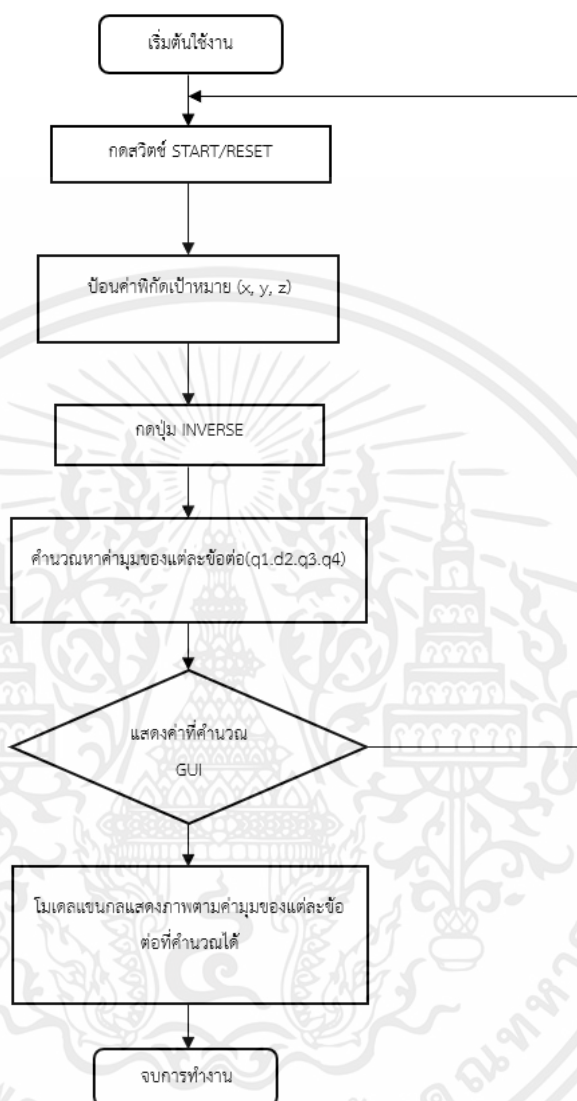 เริ่มต้นใช้งาน
กดสวิตช์ START/RESET
ป้อนค่าพิกัดเป้าหมาย (x, y, z)
กดปุ่ม INVERSE
คำนวณหาค่ามุมของแต่ละข้อต่อ(q1.d2.q3.q4)
แสดงค่าที่คำนวณ
GUI
โมเดลแขนกลแสดงภาพตามค่ามุมของแต่ละข้อ
ต่อที่คำนวณได้
จบการทำงาน